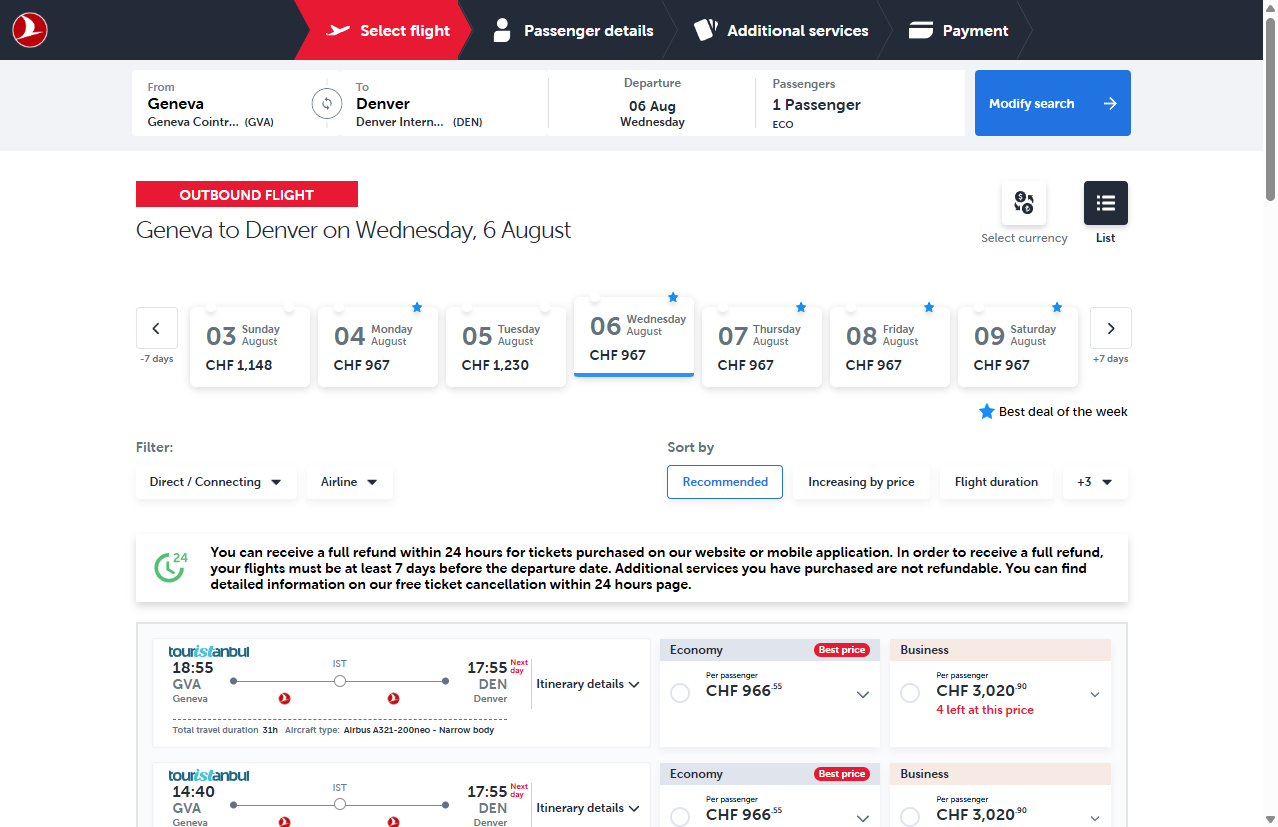 Select flight
Passenger details
Additional services
Payment
From
Geneva
Geneva Cointr... (GVA)
To
Denver
Denver Intern... (DEN)
Departure
06 Aug
Wednesday
Passengers
1 Passenger
ECO
Modify search
OUTBOUND FLIGHT
Geneva to Denver on Wednesday, 6 August
Select currency
List
-7 days
03 Sunday August
CHF 1,148
04 Monday August
CHF 967
05 Tuesday August
CHF 1,230
06 Wednesday August
CHF 967
07 Thursday August
CHF 967
08 Friday August
CHF 967
09 Saturday August
CHF 967
+7 days
Best deal of the week
Filter:
Direct / Connecting
Airline
Sort by
Recommended
Increasing by price
Flight duration
+3
24
You can receive a full refund within 24 hours for tickets purchased on our website or mobile application. In order to receive a full refund,
your flights must be at least 7 days before the departure date. Additional services you have purchased are not refundable. You can find
detailed information on our free ticket cancellation within 24 hours page.
touristanbul
18:55
GVA
Geneva
IST
17:55 Next day
DEN
Denver
Itinerary details
Total travel duration 31h Aircraft type: Airbus A321-200neo - Narrow body
Economy
Best price
Per passenger
CHF 966.55
Business
Per passenger
CHF 3,020.90
4 left at this price
touristanbul
14:40
GVA
Geneva
IST
17:55 Next day
DEN
Denver
Itinerary details
Economy
Best price
Per passenger
CHF 966.55
Business
Per passenger
CHF 3,020.90